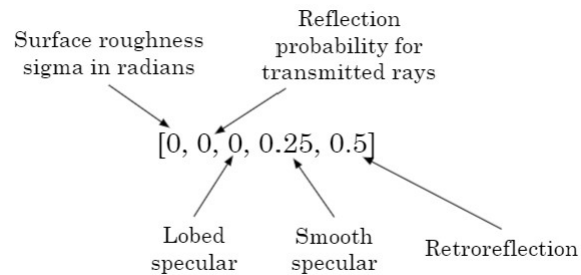 Surface roughness
sigma in radians
Reflection
probability for
transmitted rays
[0, 0, 0, 0.25, 0.5]
Lobed
specular
Smooth
specular
Retroreflection